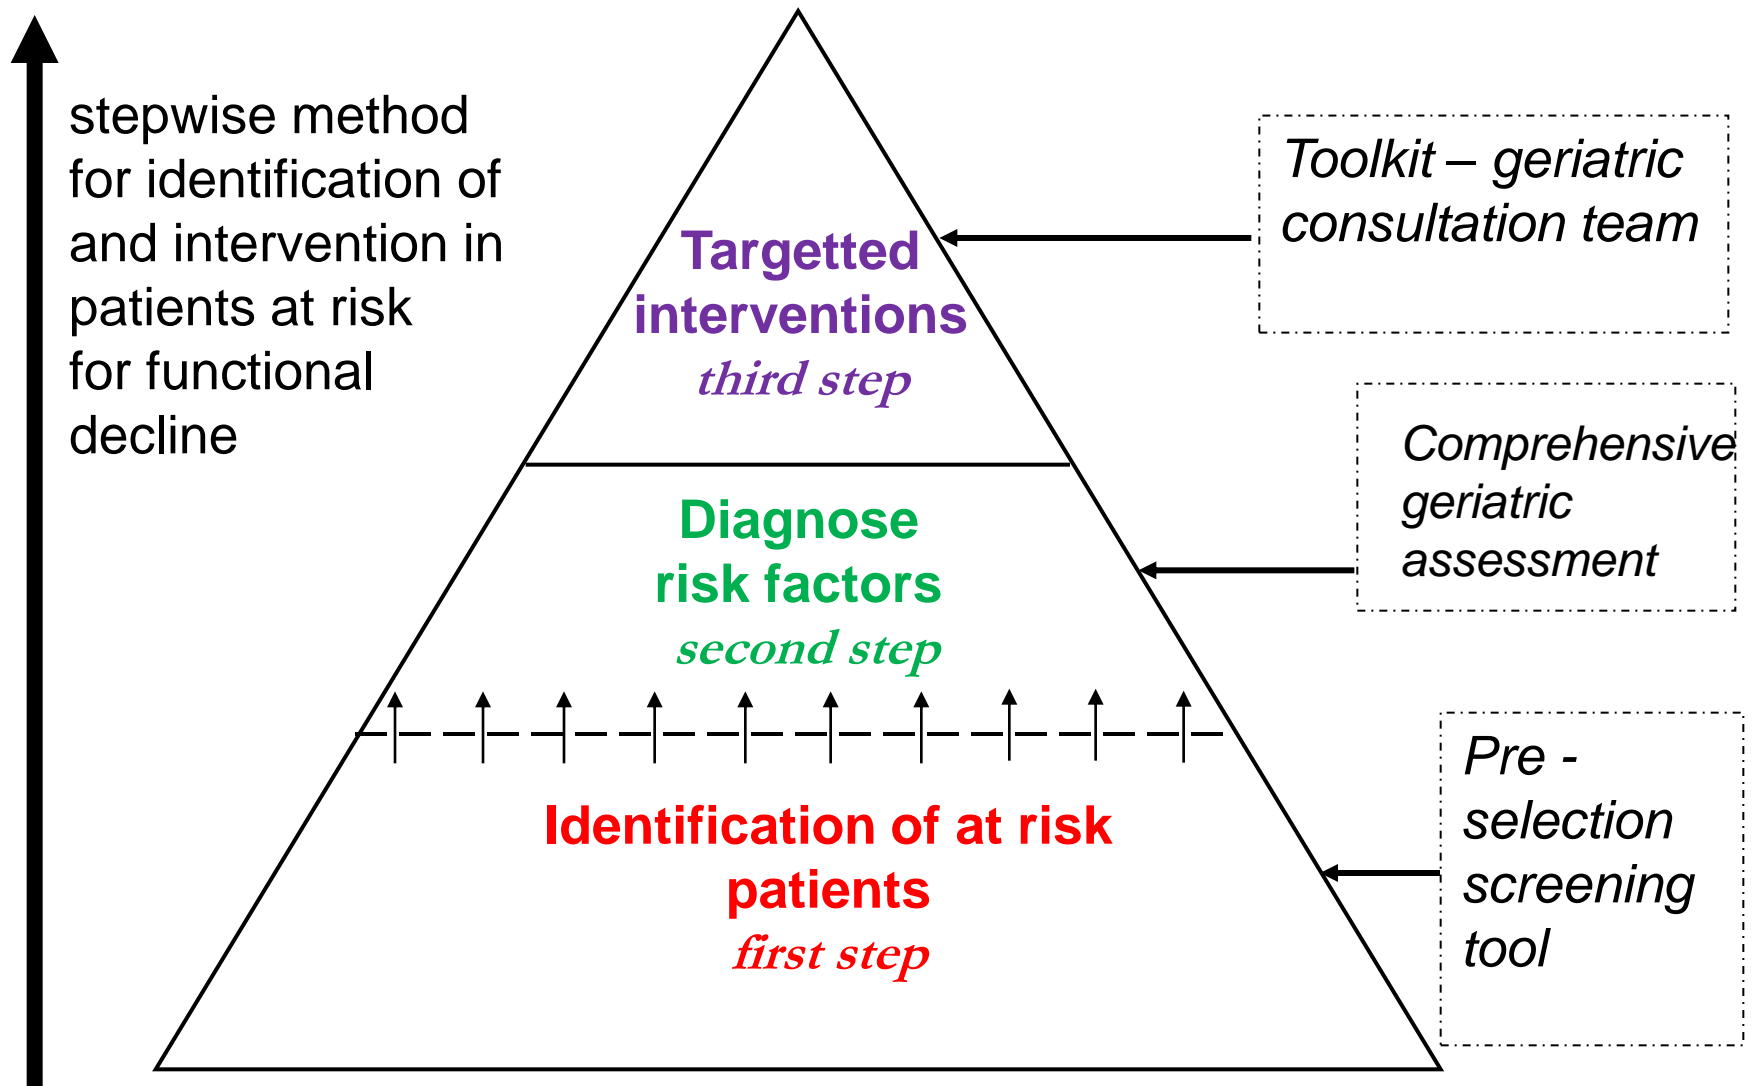 stepwise method
for identification of
and intervention in
patients at risk
for functional
decline
Targetted
interventions
third step
Toolkit – geriatric
consultation team
Diagnose
risk factors
second step
Comprehensive
geriatric
assessment
Identification of at risk
patients
first step
Pre -
selection
screening
tool